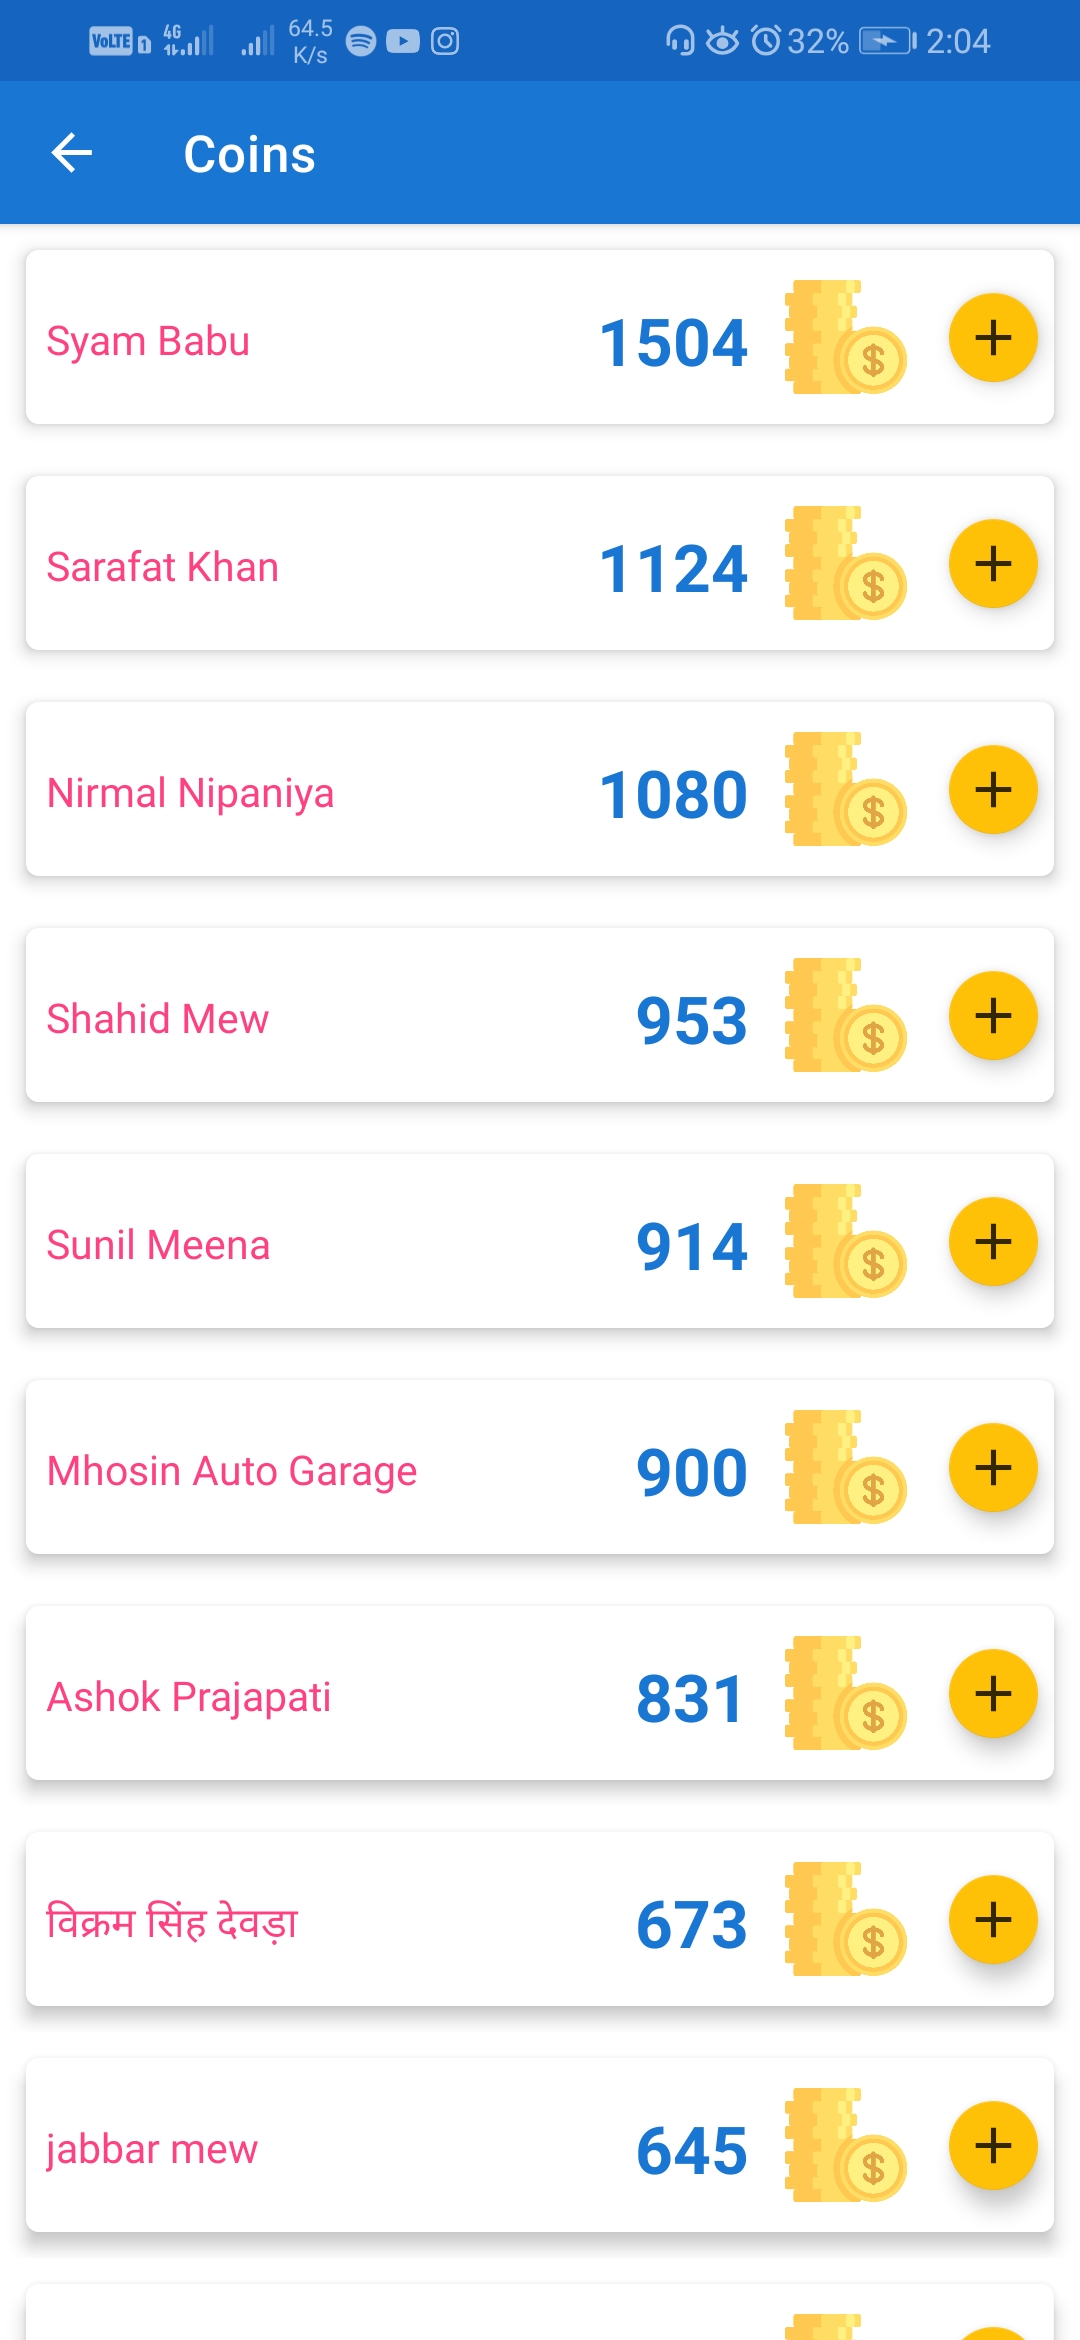 VoLTE 1 4G 64.5 K/s 32% 2:04
Coins
Syam Babu 1504
Sarafat Khan 1124
Nirmal Nipaniya 1080
Shahid Mew 953
Sunil Meena 914
Mhosin Auto Garage 900
Ashok Prajapati 831
विक्रम सिंह देवड़ा 673
jabbar mew 645